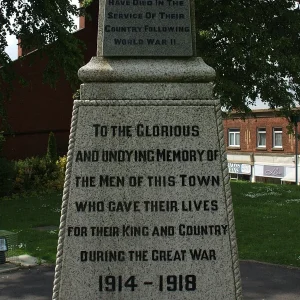 Have Died In The
Service Of Their
Country Following
World War II
To the Glorious
and undying Memory of
the Men of this Town
who gave their lives
for their King and Country
during the Great War
1914 - 1918